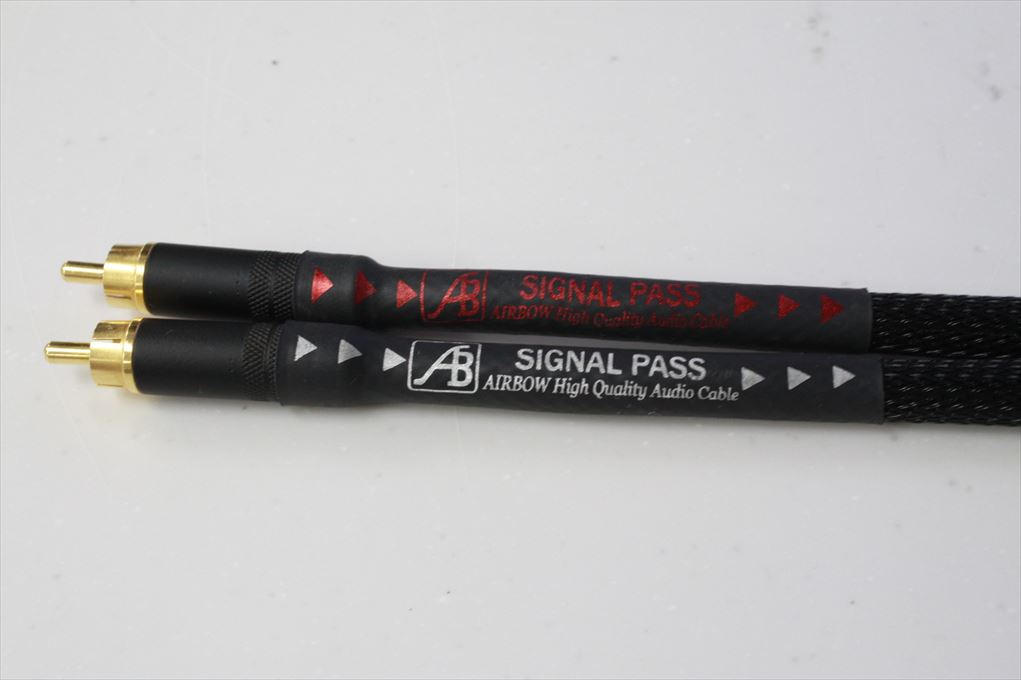 AB
SIGNAL PASS
AIRBOW High Quality Audio Cable
AB
SIGNAL PASS
AIRBOW High Quality Audio Cable